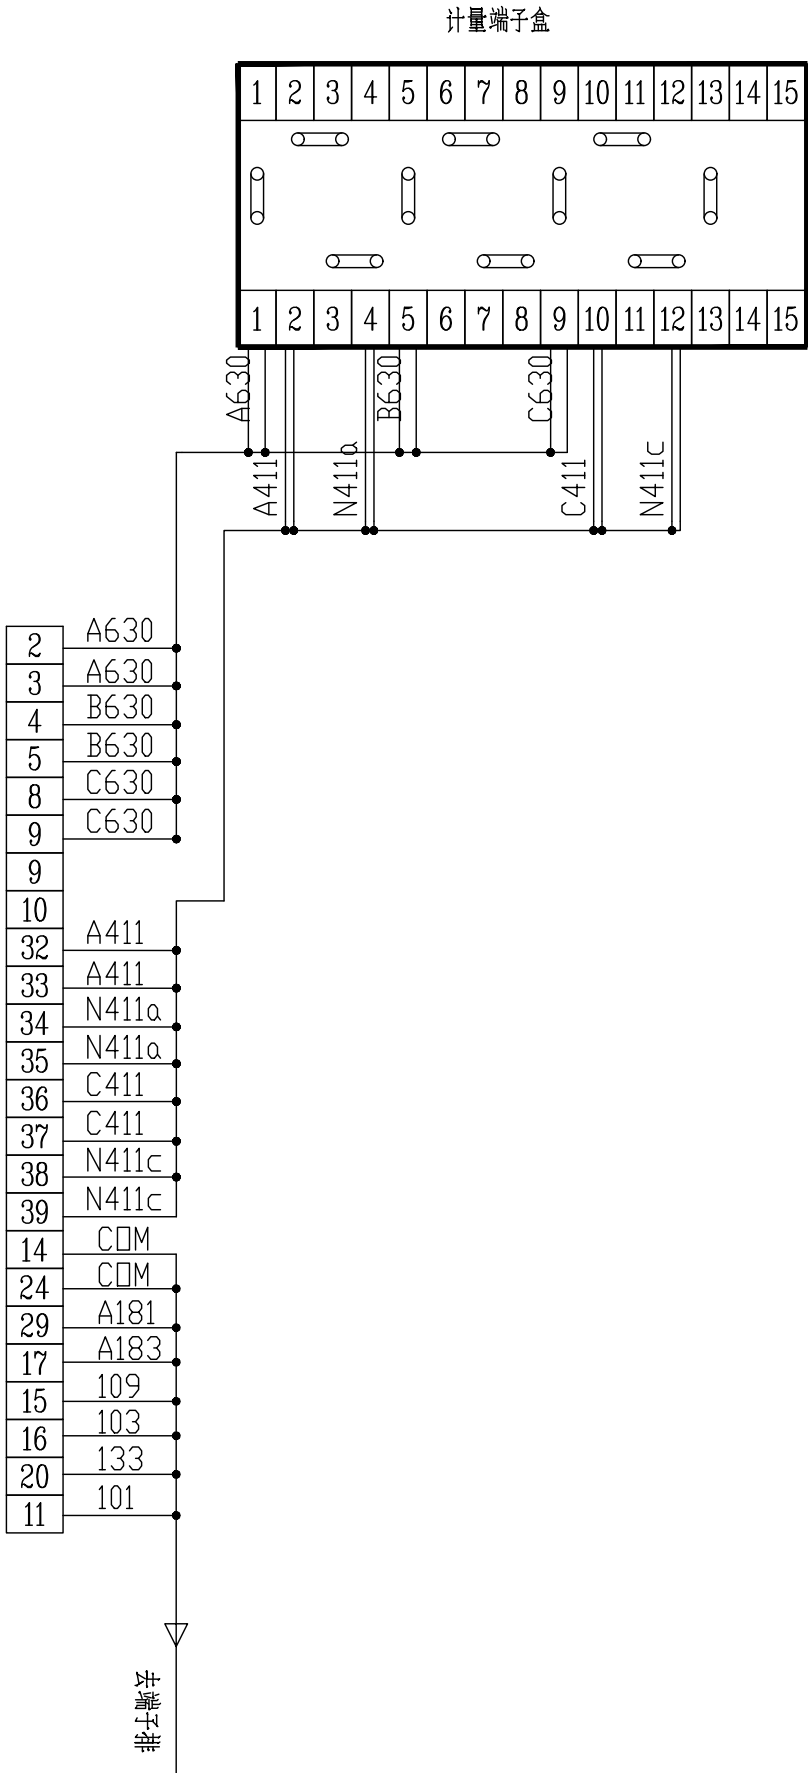 计量端子盒
1 2 3 4 5 6 7 8 9 10 11 12 13 14 15
1 2 3 4 5 6 7 8 9 10 11 12 13 14 15
A630 B630 C630
A411 N411a C411 N411c
2 A630
3 A630
4 B630
5 B630
8 C630
9 C630
9
10
32 A411
33 A411
34 N411a
35 N411a
36 C411
37 C411
38 N411c
39 N411c
14 COM
24 COM
29 A181
17 A183
15 109
16 103
20 133
11 101
去端子排